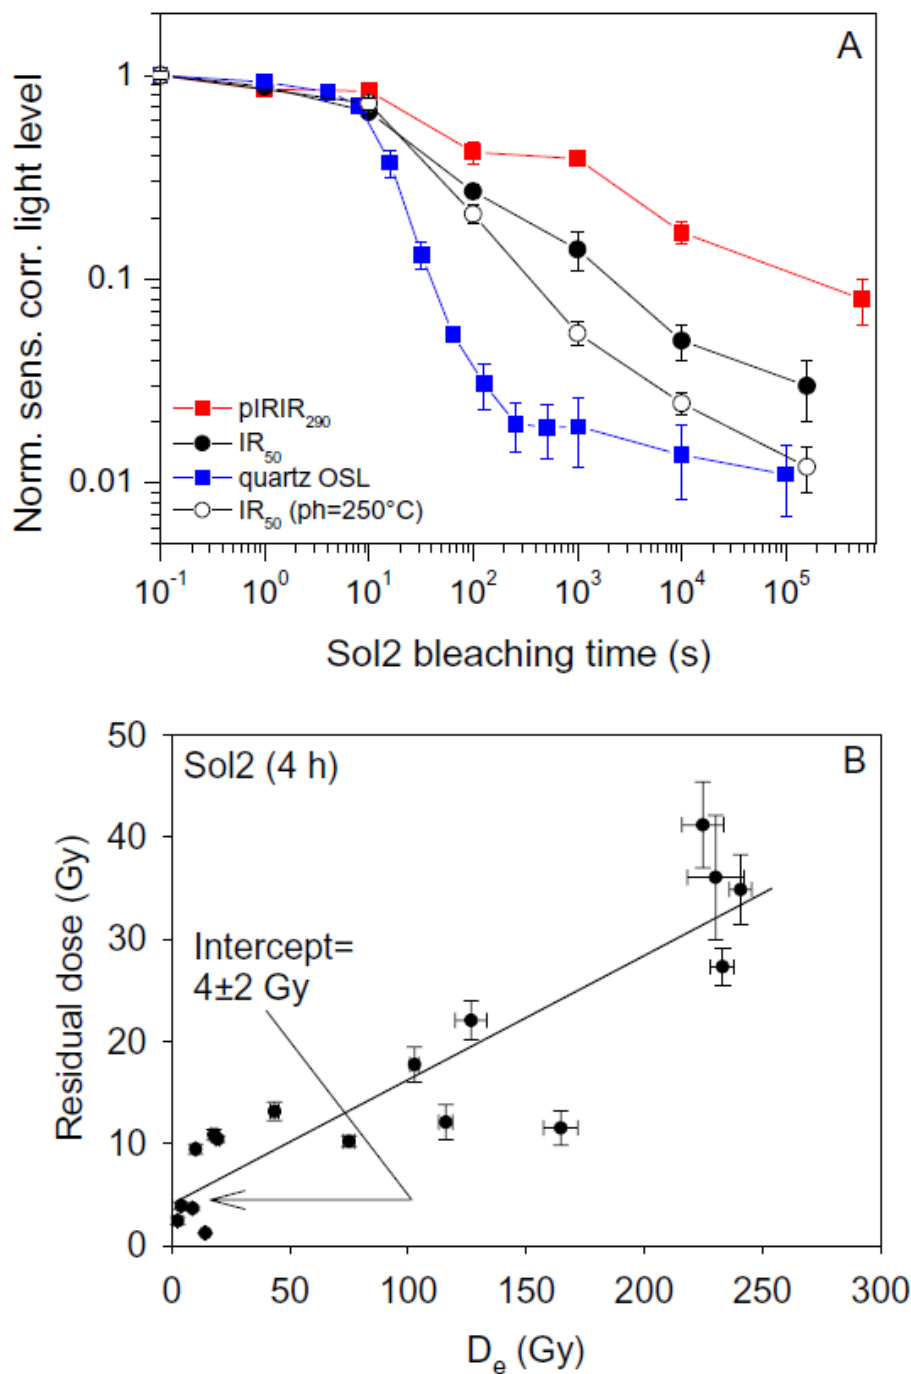 A
Norm. sens. corr. light level
1
0.1
0.01
pIRIR₂₉₀
IR₅₀
quartz OSL
IR₅₀ (ph=250°C)
10⁻¹ 10⁰ 10¹ 10² 10³ 10⁴ 10⁵
Sol2 bleaching time (s)
Sol2 (4 h)
B
Residual dose (Gy)
50
40
30
20
10
0
Intercept=
4±2 Gy
0 50 100 150 200 250 300
Dₑ (Gy)